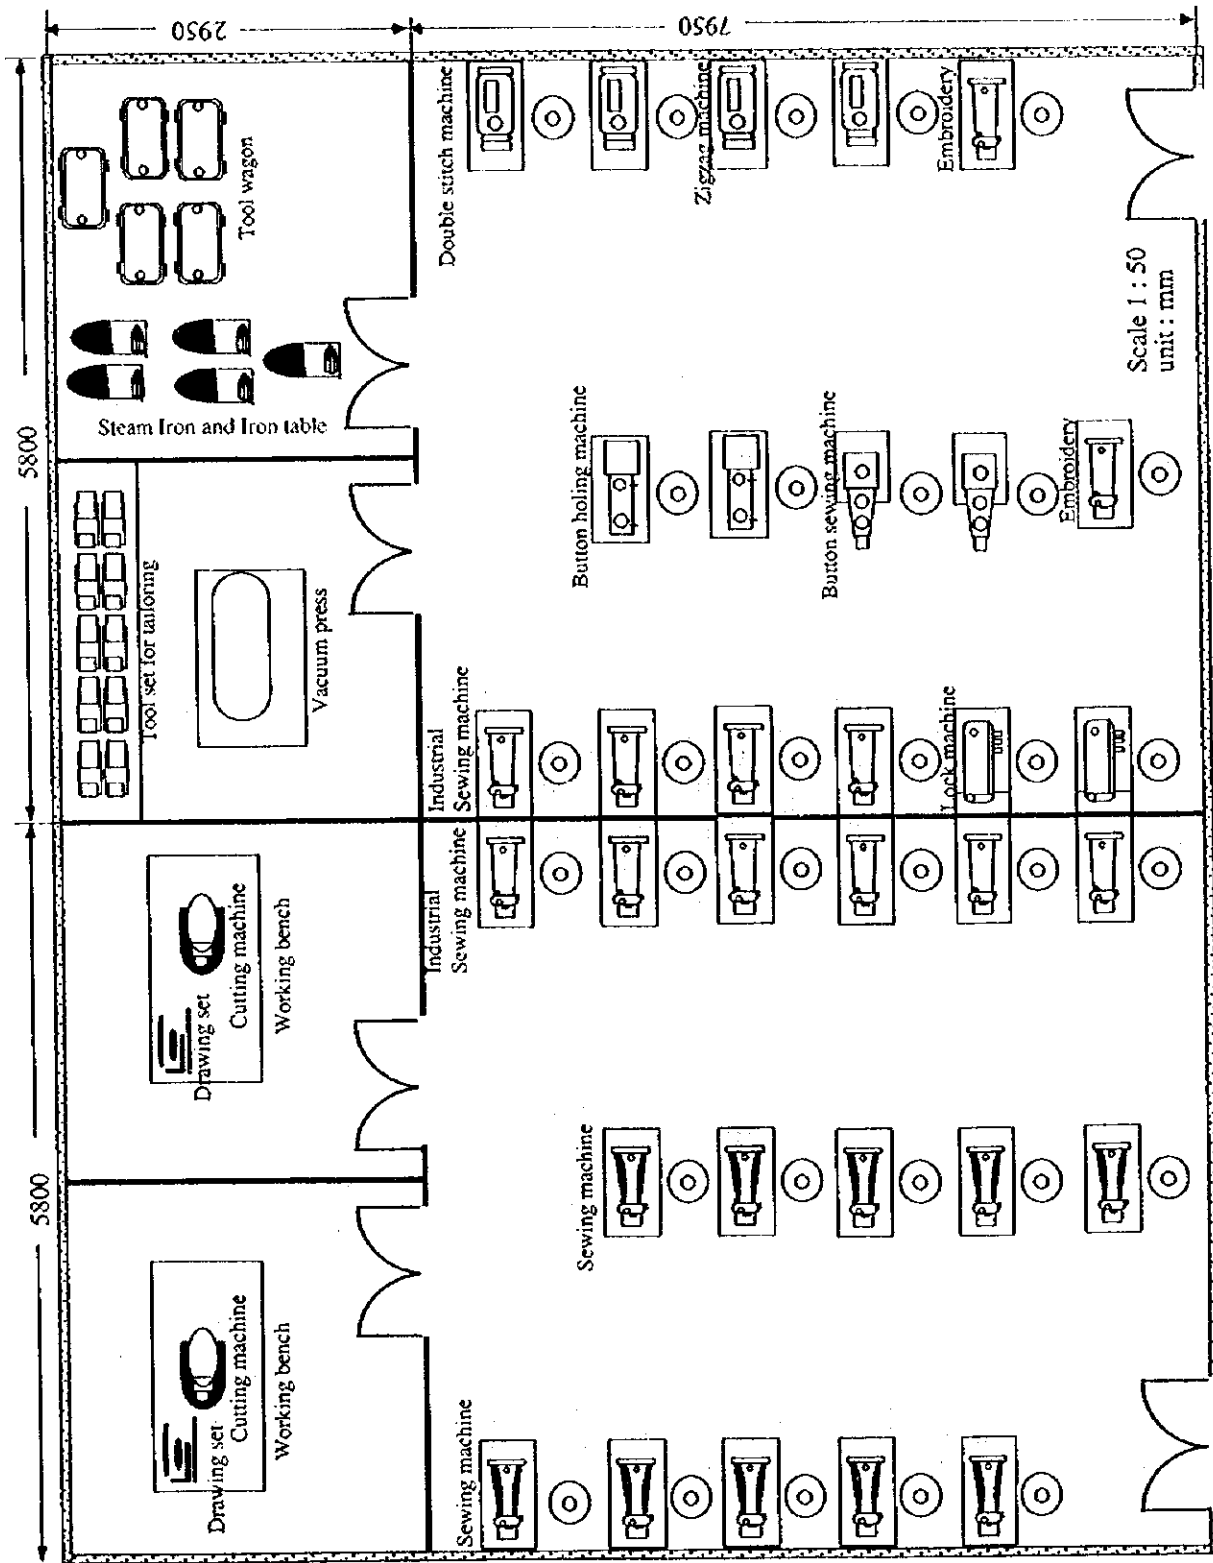 2950
7950
5800
5800
Tool wagon
Steam Iron and Iron table
Tool set for tailoring
Vacuum press
Drawing set
Cutting machine
Working bench
Drawing set
Cutting machine
Working bench
Double stitch machine
Zigzag machine
Embroidery
Button holing machine
Button sewing machine
Embroidery
Industrial
Sewing machine
Lock machine
Industrial
Sewing machine
Sewing machine
Sewing machine
Scale 1 : 50
unit : mm